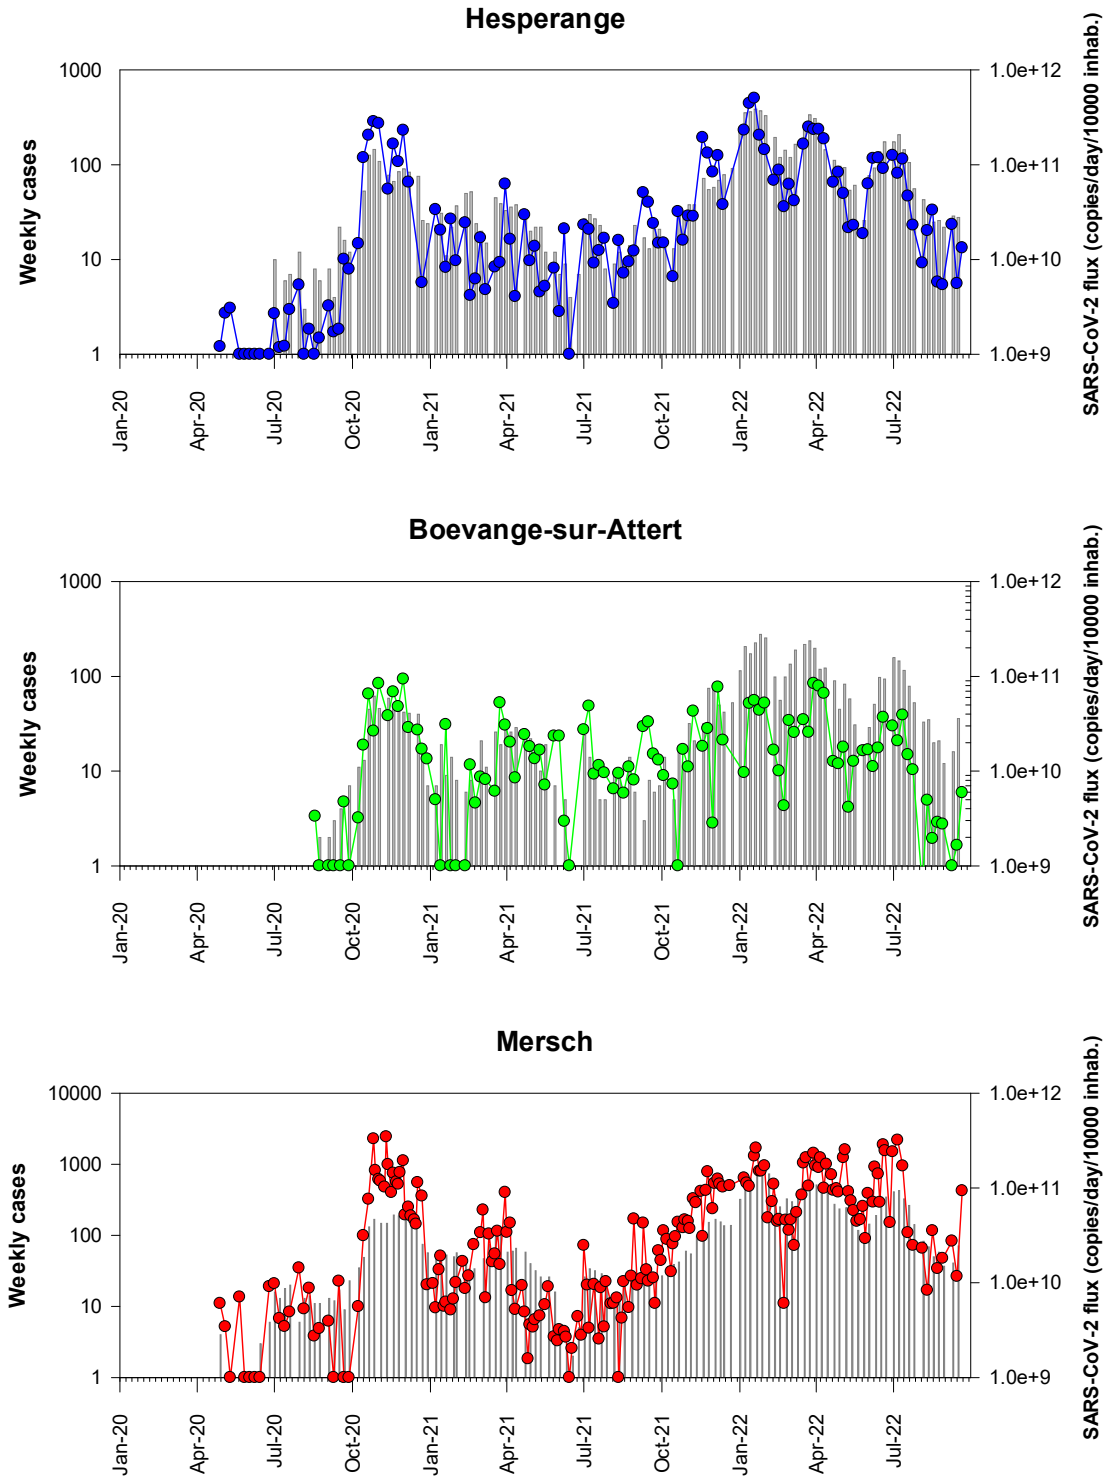 Hesperange
Weekly cases
1000
100
10
1
1.0e+12
1.0e+11
1.0e+10
1.0e+9
SARS-CoV-2 flux (copies/day/10000 inhab.)
Jan-20
Apr-20
Jul-20
Oct-20
Jan-21
Apr-21
Jul-21
Oct-21
Jan-22
Apr-22
Jul-22
Boevange-sur-Attert
Weekly cases
1000
100
10
1
1.0e+12
1.0e+11
1.0e+10
1.0e+9
SARS-CoV-2 flux (copies/day/10000 inhab.)
Jan-20
Apr-20
Jul-20
Oct-20
Jan-21
Apr-21
Jul-21
Oct-21
Jan-22
Apr-22
Jul-22
Mersch
Weekly cases
10000
1000
100
10
1
1.0e+12
1.0e+11
1.0e+10
1.0e+9
SARS-CoV-2 flux (copies/day/10000 inhab.)
Jan-20
Apr-20
Jul-20
Oct-20
Jan-21
Apr-21
Jul-21
Oct-21
Jan-22
Apr-22
Jul-22